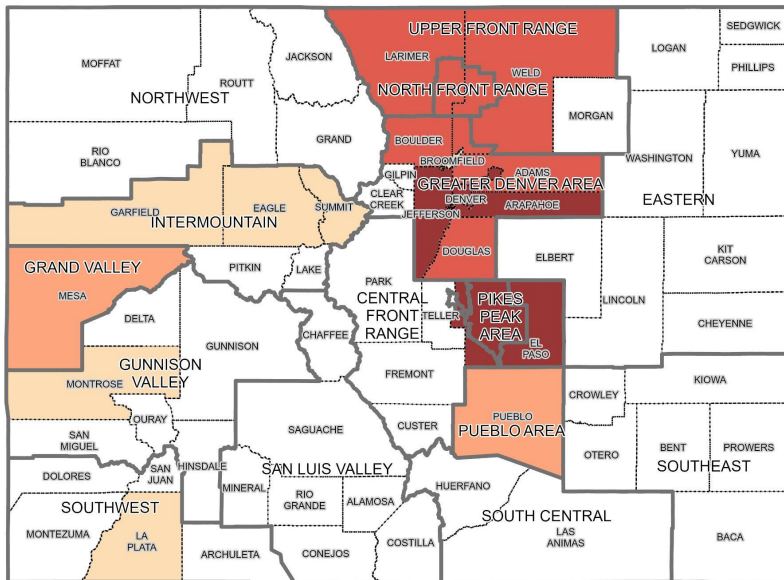 UPPER FRONT RANGE
SEDGWICK
JACKSON
LARIMER
LOGAN
MOFFAT
PHILLIPS
ROUTT
WELD
NORTHWEST
NORTH FRONT RANGE
MORGAN
GRAND
BOULDER
RIO
BLANCO
WASHINGTON
YUMA
BROOMFIELD
GILPIN
ADAMS
GREATER DENVER AREA
CLEAR
CREEK
DENVER
EASTERN
EAGLE
SUMMIT
ARAPAHOE
GARFIELD
JEFFERSON
INTERMOUNTAIN
DOUGLAS
ELBERT
KIT
CARSON
GRAND VALLEY
PITKIN
LAKE
PARK
MESA
CENTRAL
FRONT
RANGE
PIKES
PEAK
AREA
LINCOLN
TELLER
DELTA
CHAFFEE
CHEYENNE
GUNNISON
EL
PASO
GUNNISON
VALLEY
FREMONT
MONTROSE
KIOWA
CROWLEY
OURAY
PUEBLO
CUSTER
SAGUACHE
PUEBLO AREA
SAN
MIGUEL
OTERO
BENT
PROWERS
SAN
JUAN
HINSDALE
SAN LUIS VALLEY
SOUTHEAST
DOLORES
MINERAL
RIO
GRANDE
HUERFANO
ALAMOSA
SOUTHWEST
SOUTH CENTRAL
LAS
ANIMAS
MONTEZUMA
LA
PLATA
COSTILLA
BACA
ARCHULETA
CONEJOS